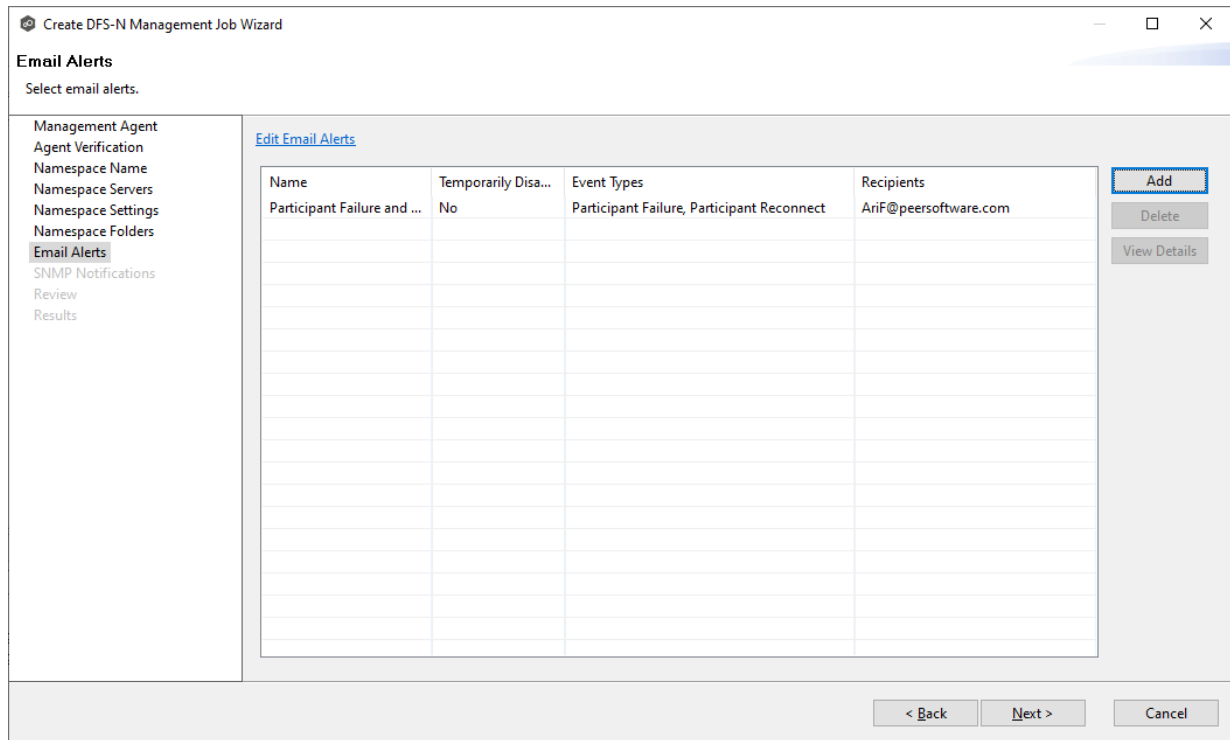 Create DFS-N Management Job Wizard
Email Alerts
Select email alerts.
Management Agent
Agent Verification
Namespace Name
Namespace Servers
Namespace Settings
Namespace Folders
Email Alerts
SNMP Notifications
Review
Results
Edit Email Alerts
Name Temporarily Disa... Event Types Recipients
Participant Failure and ... No Participant Failure, Participant Reconnect AriF@peersoftware.com
Add
Delete
View Details
< Back Next > Cancel